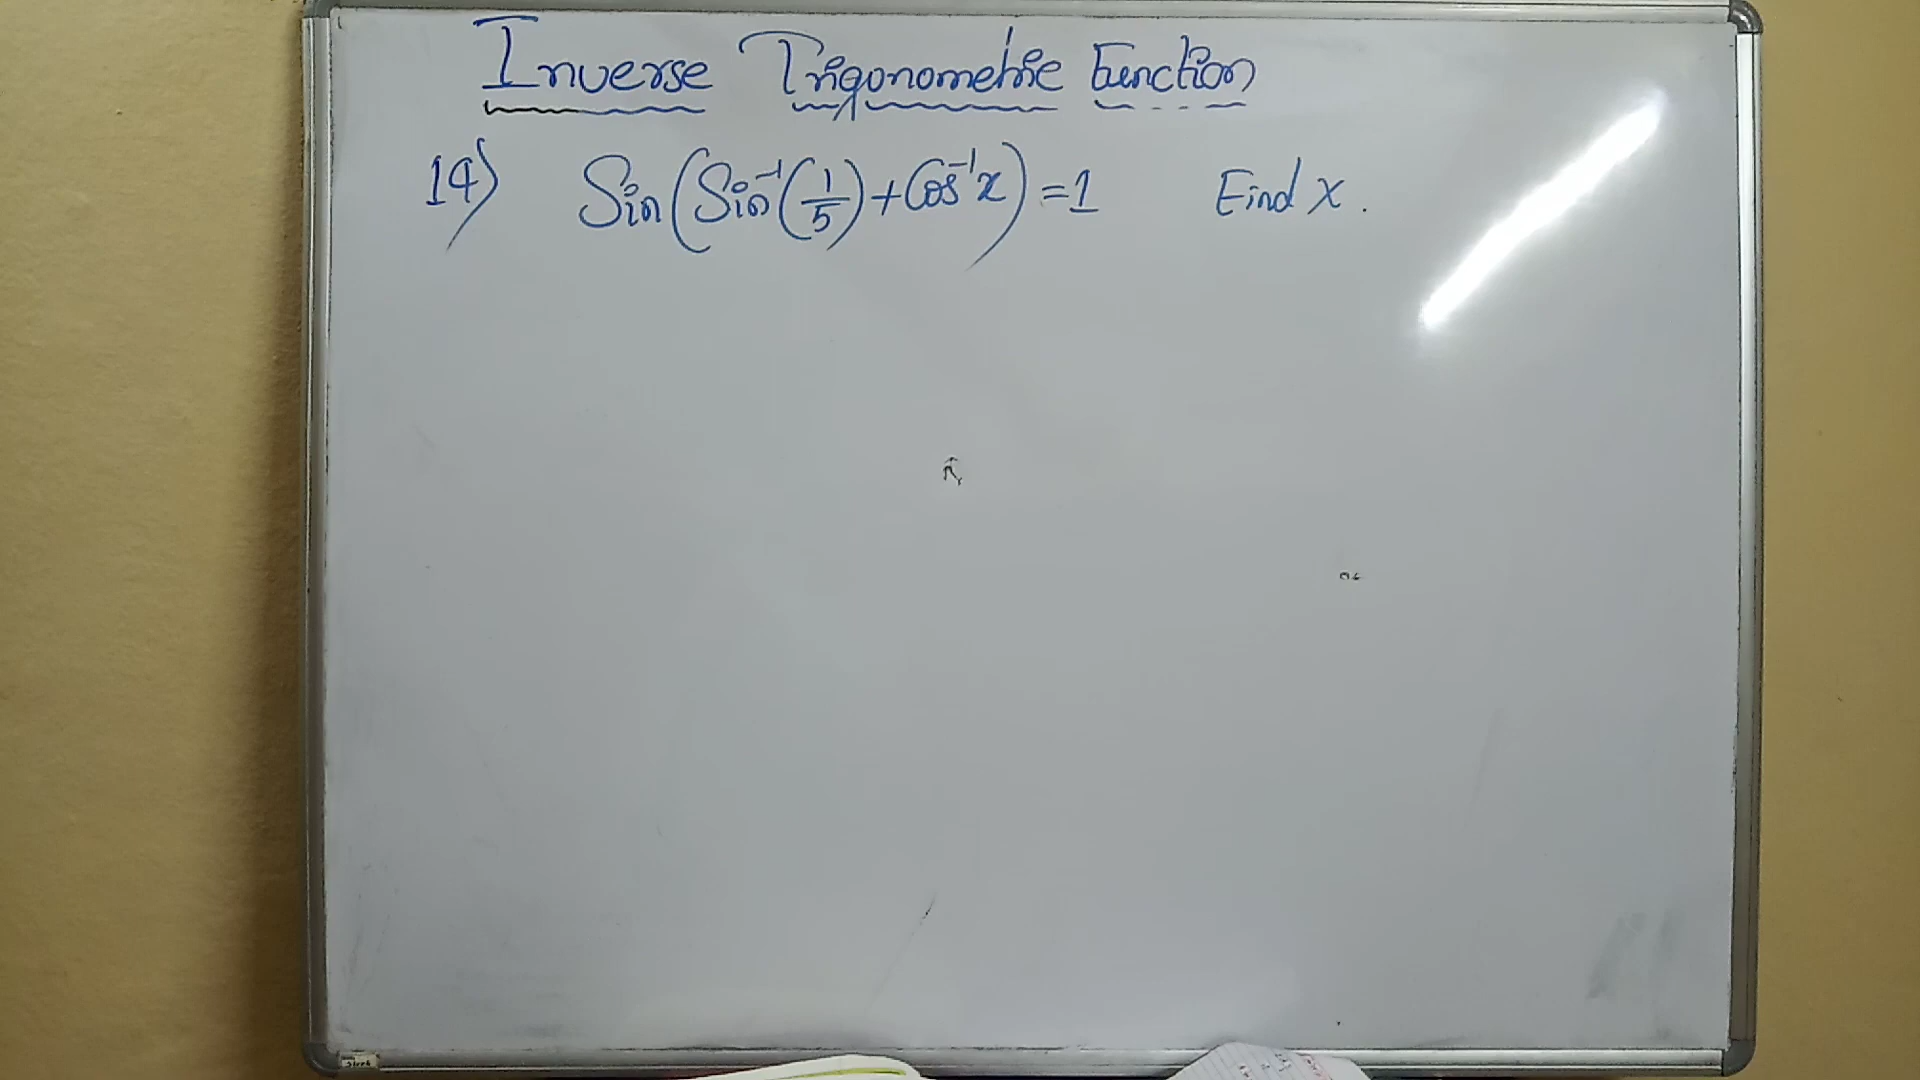 Inverse Trigonometric Function
14) Sin(Sin⁻¹(1/5)+Cos⁻¹x)=1 Find x.